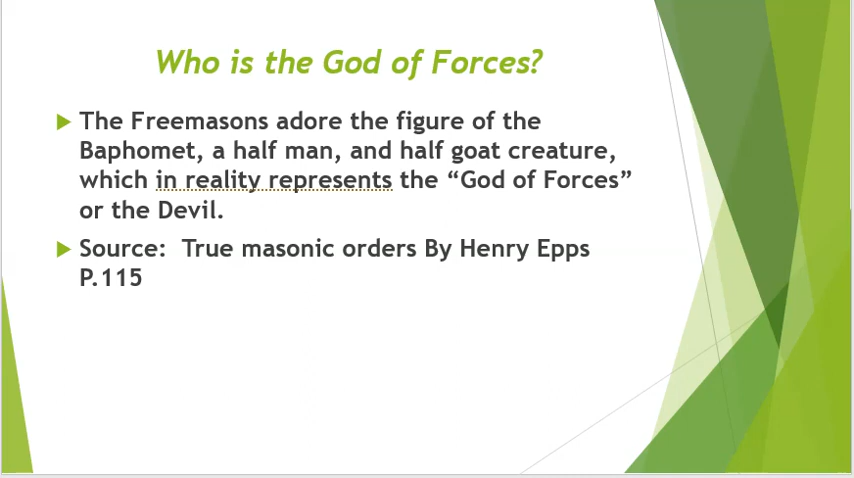 Who is the God of Forces?
The Freemasons adore the figure of the
Baphomet, a half man, and half goat creature,
which in reality represents the “God of Forces”
or the Devil.
Source:  True masonic orders By Henry Epps
P.115